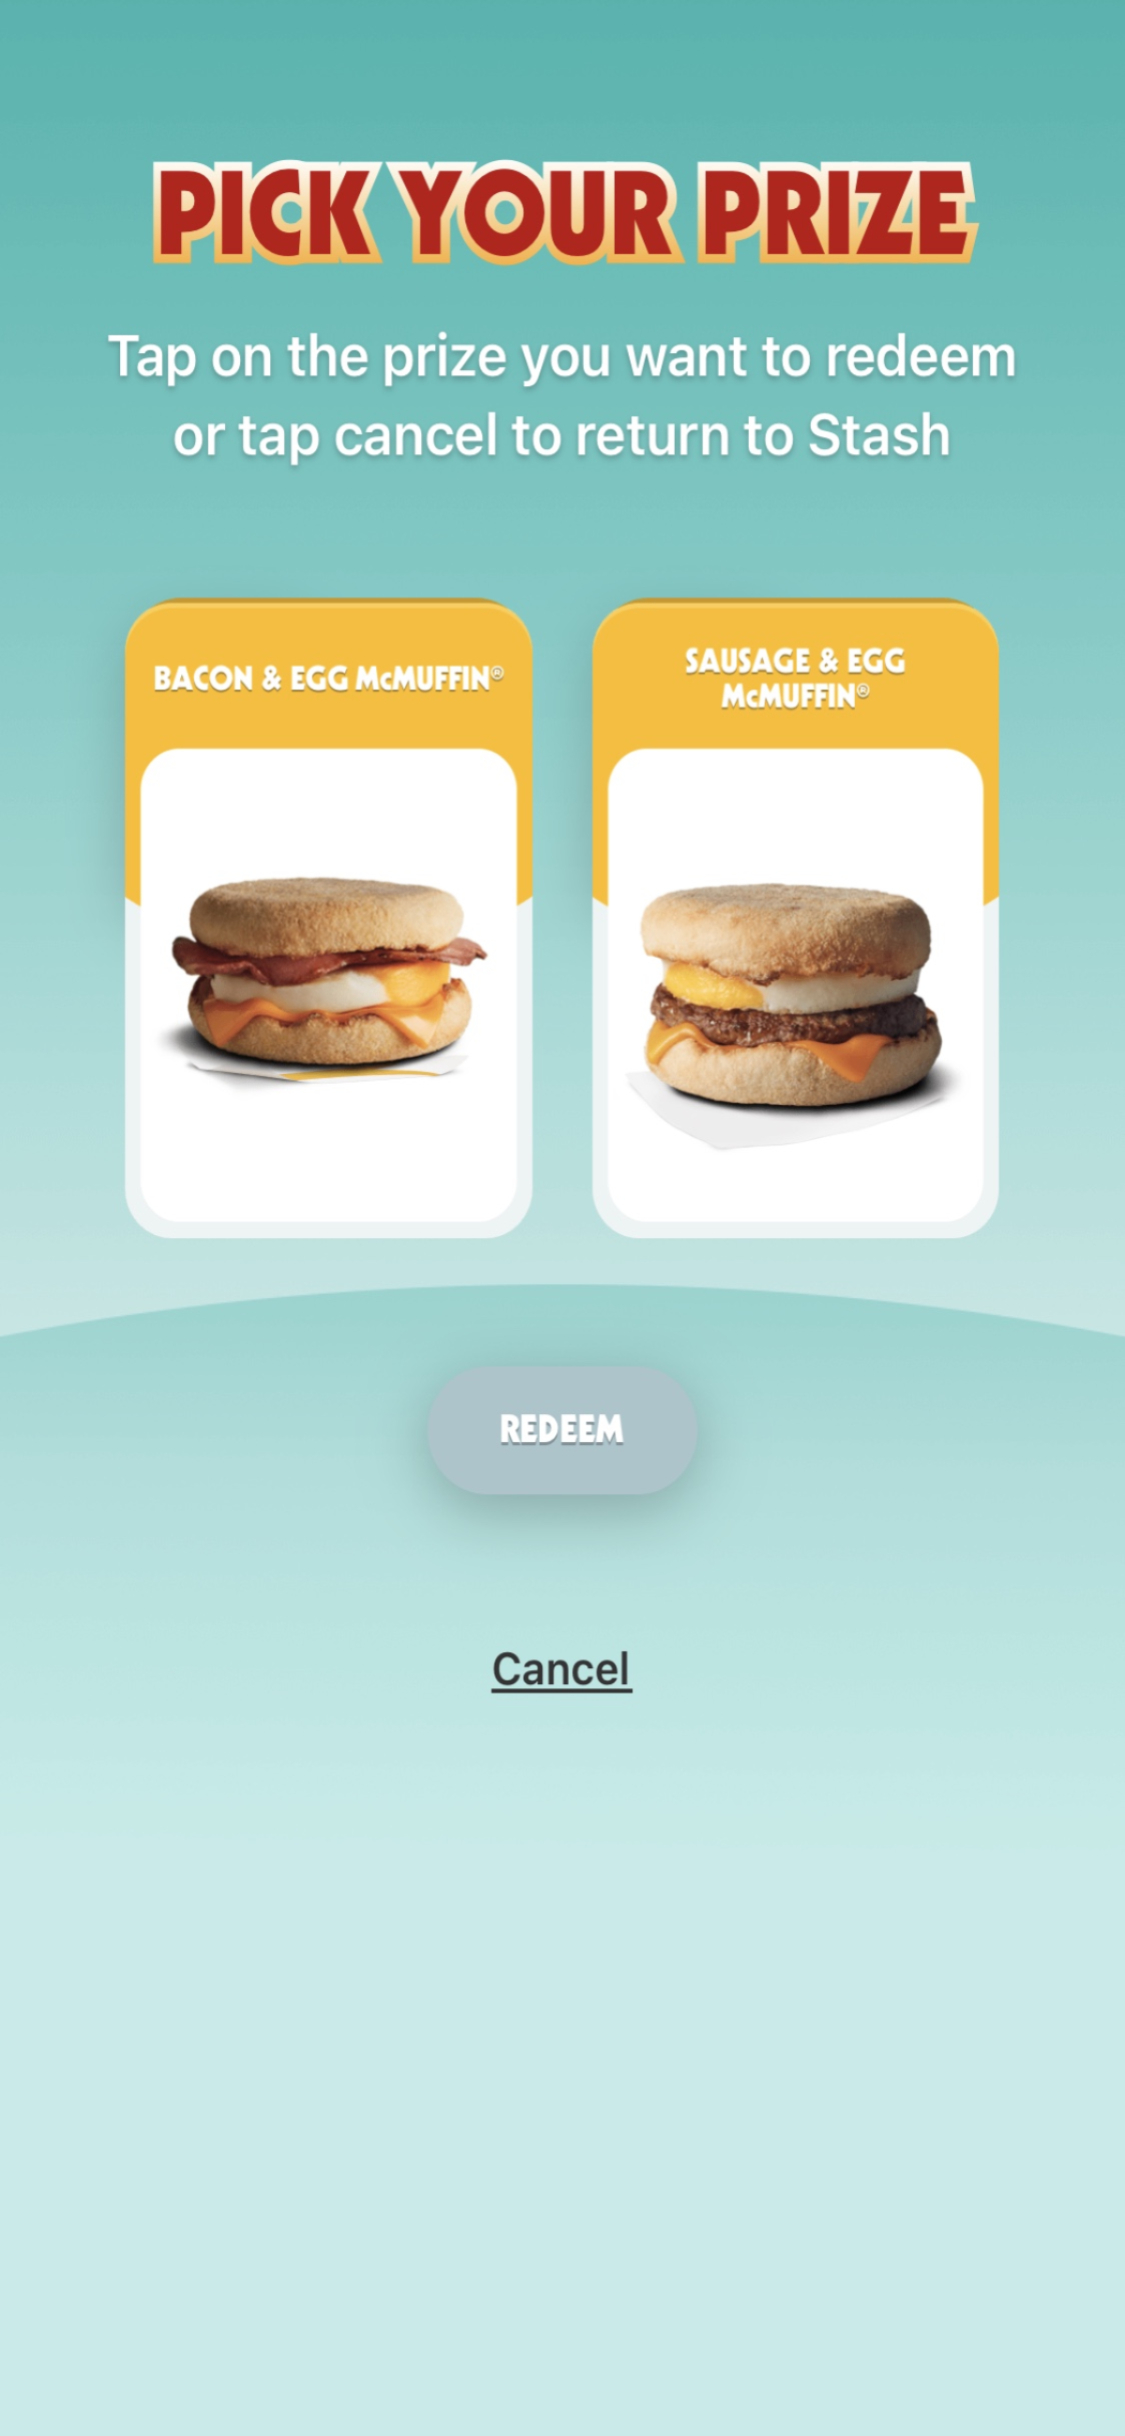 PICK YOUR PRIZE
Tap on the prize you want to redeem
or tap cancel to return to Stash
BACON & EGG McMUFFIN®
SAUSAGE & EGG
McMUFFIN®
REDEEM
Cancel